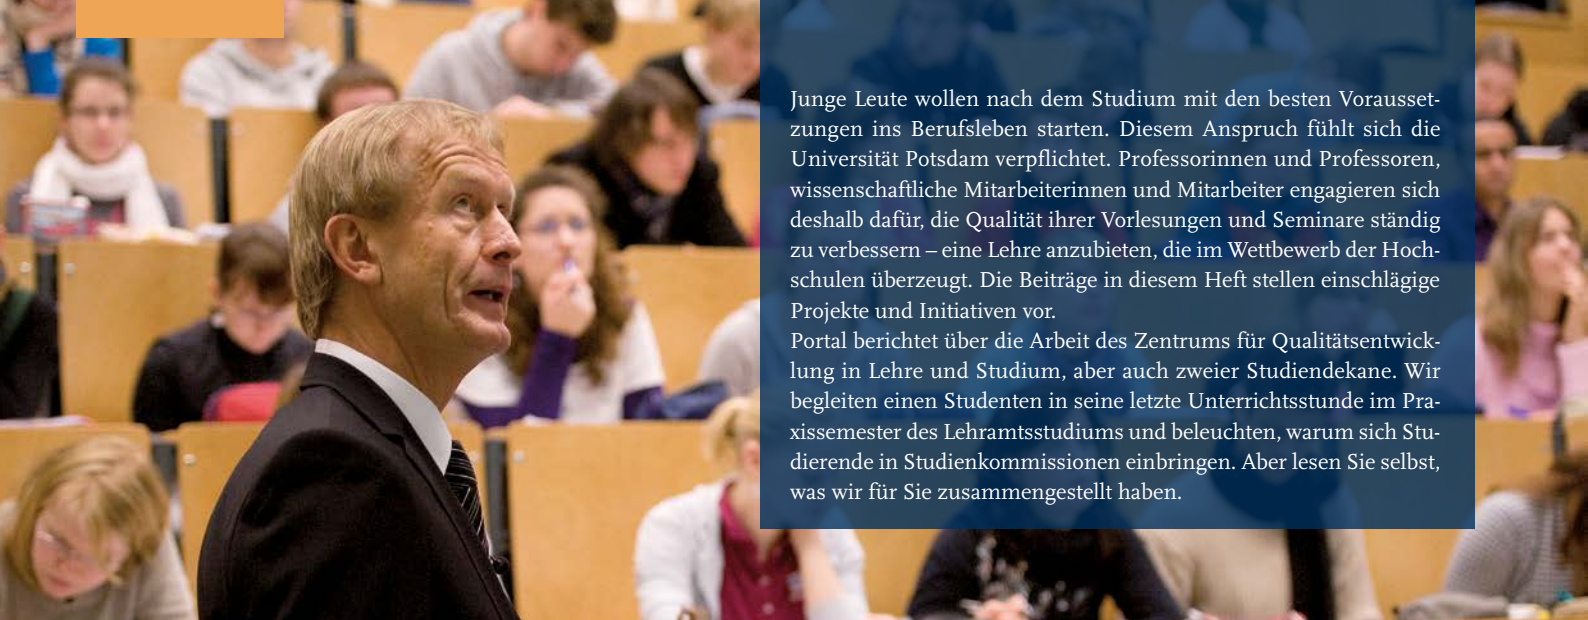 Junge Leute wollen nach dem Studium mit den besten Vorausset-
zungen ins Berufsleben starten. Diesem Anspruch fühlt sich die
Universität Potsdam verpflichtet. Professorinnen und Professoren,
wissenschaftliche Mitarbeiterinnen und Mitarbeiter engagieren sich
deshalb dafür, die Qualität ihrer Vorlesungen und Seminare ständig
zu verbessern – eine Lehre anzubieten, die im Wettbewerb der Hoch-
schulen überzeugt. Die Beiträge in diesem Heft stellen einschlägige
Projekte und Initiativen vor.
Portal berichtet über die Arbeit des Zentrums für Qualitätsentwick-
lung in Lehre und Studium, aber auch zweier Studiendekane. Wir
begleiten einen Studenten in seine letzte Unterrichtsstunde im Pra-
xissemester des Lehramtsstudiums und beleuchten, warum sich Stu-
dierende in Studienkommissionen einbringen. Aber lesen Sie selbst,
was wir für Sie zusammengestellt haben.